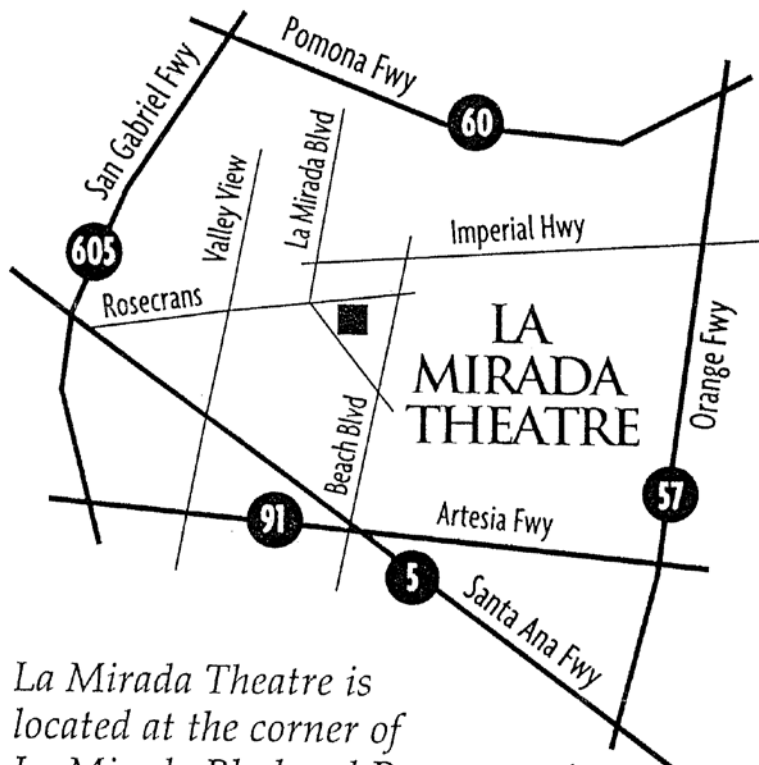 Pomona Fwy
60
San Gabriel Fwy
La Mirada Blvd
Valley View
Imperial Hwy
605
Rosecrans
LA
MIRADA
THEATRE
Orange Fwy
Beach Blvd
57
91
Artesia Fwy
5
Santa Ana Fwy
La Mirada Theatre is
located at the corner of